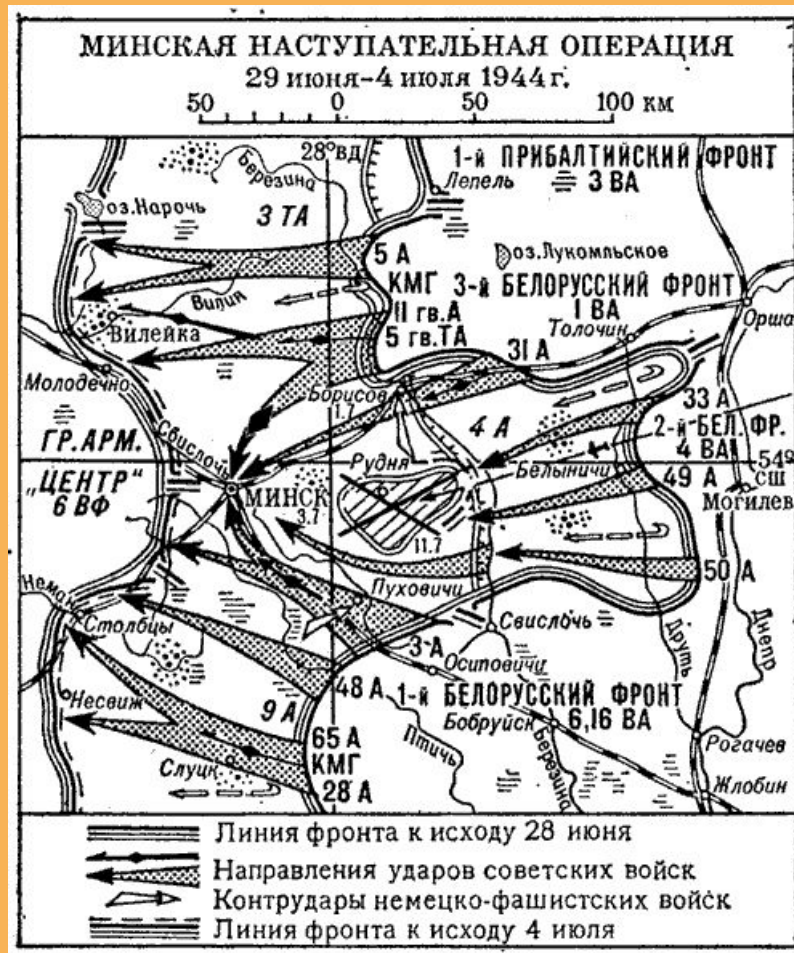 МИНСКАЯ НАСТУПАТЕЛЬНАЯ ОПЕРАЦИЯ
29 июня–4 июля 1944 г.
50 0 50 100 км
28° вд
Березина
1-й ПРИБАЛТИЙСКИЙ ФРОНТ
Лепель
3 ВА
оз. Нарочь
3 ТА
5 А
оз. Лукомльское
КМГ
3-й БЕЛОРУССКИЙ ФРОНТ
Вилия
11 гв. А
1 ВА
Орша
Вилейка
5 гв. ТА
Толочин
31 А
Молодечно
Борисов
1.7
33 А
Свислочь
4 А
2-й БЕЛ. ФР.
ГР. АРМ.
4 ВА
Рудня
Белыничи
54°
сш
"ЦЕНТР"
49 А
6 ВФ
МИНСК
3.7
Могилев
11.7
50 А
Неман
Пуховичи
Столбцы
Свислочь
Друть
Днепр
3 А
Осиповичи
48 А
1-й БЕЛОРУССКИЙ ФРОНТ
Несвиж
9 А
Бобруйск
6,16 ВА
65 А
Птичь
Рогачев
КМГ
Березина
Слуцк
28 А
Жлобин
Линия фронта к исходу 28 июня
Направления ударов советских войск
Контрудары немецко-фашистских войск
Линия фронта к исходу 4 июля